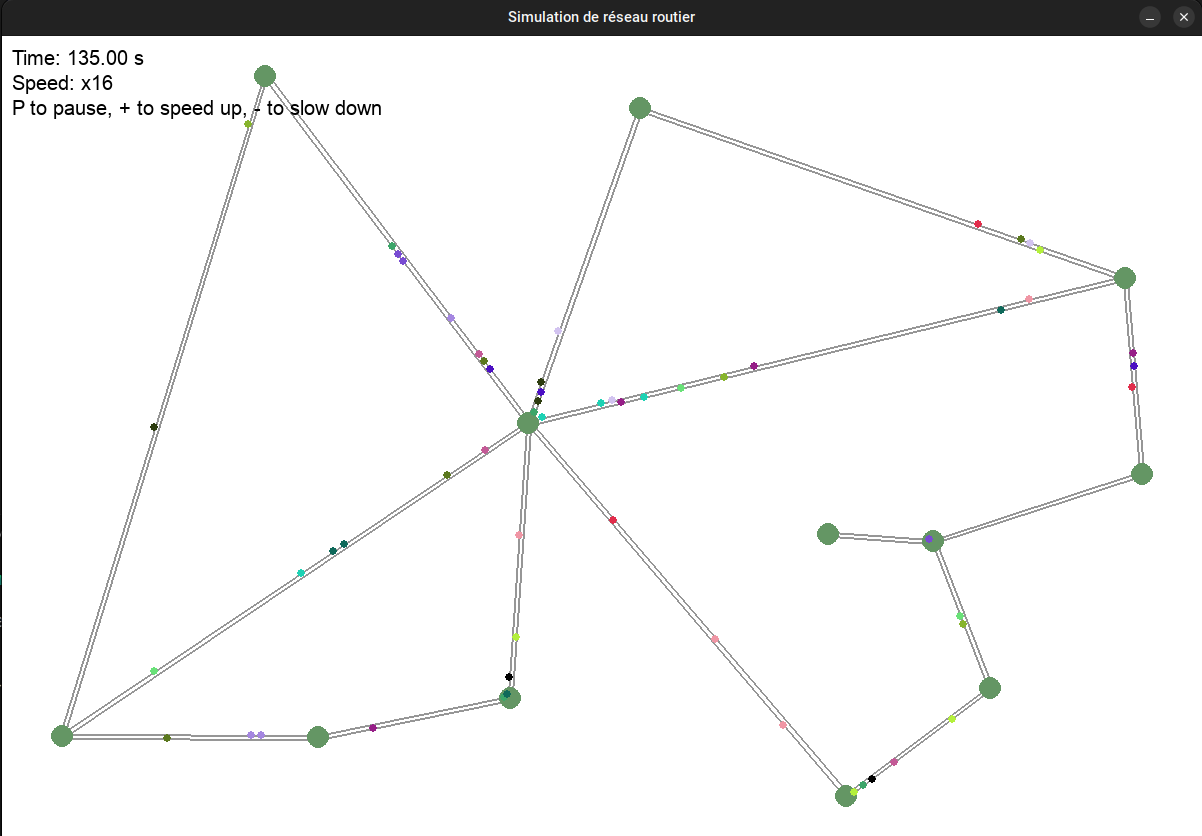 Simulation de réseau routier
Time: 135.00 s
Speed: x16
P to pause, + to speed up, - to slow down